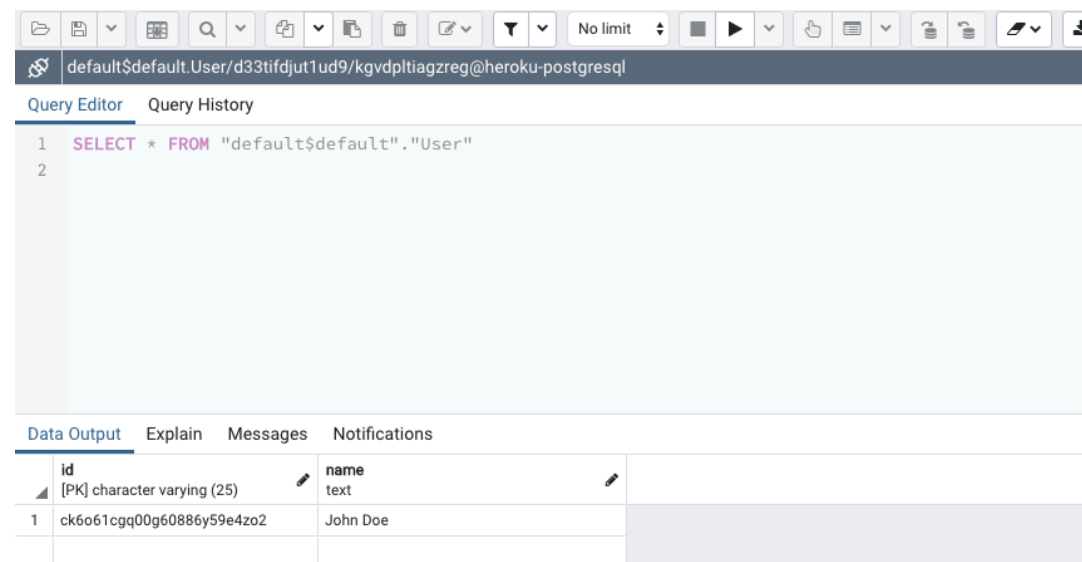 No limit
default$default.User/d33tifdjut1ud9/kgvdpltiagzreg@heroku-postgresql
Query Editor Query History
1 SELECT * FROM "default$default"."User"
2
Data Output Explain Messages Notifications
id name
[PK] character varying (25) text
1 ck6o61cgq00g60886y59e4zo2 John Doe